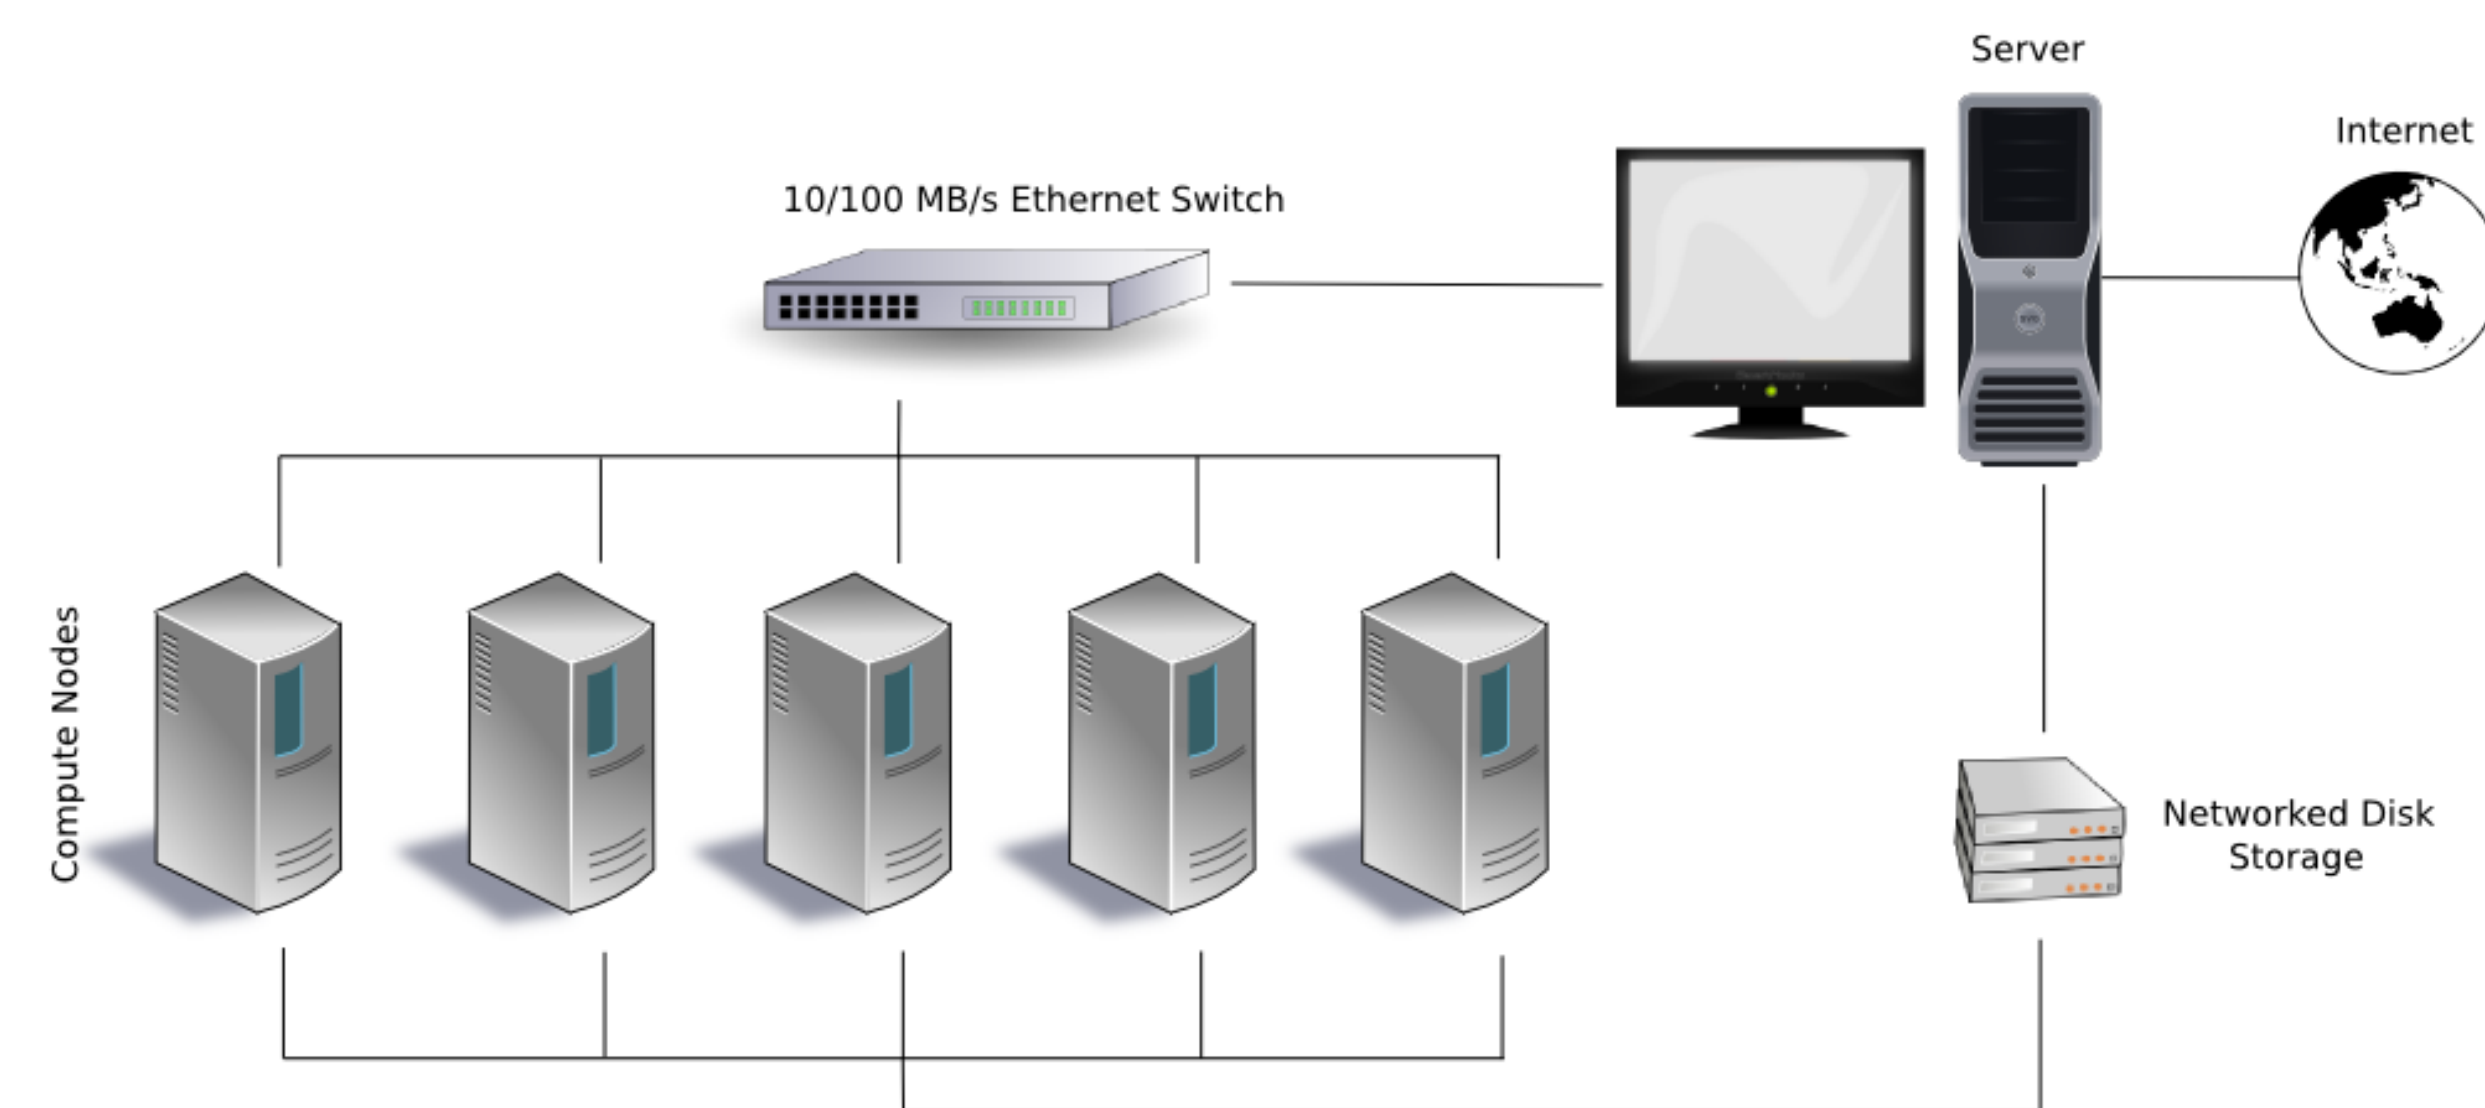 Server
Internet
10/100 MB/s Ethernet Switch
Compute Nodes
Networked Disk
Storage